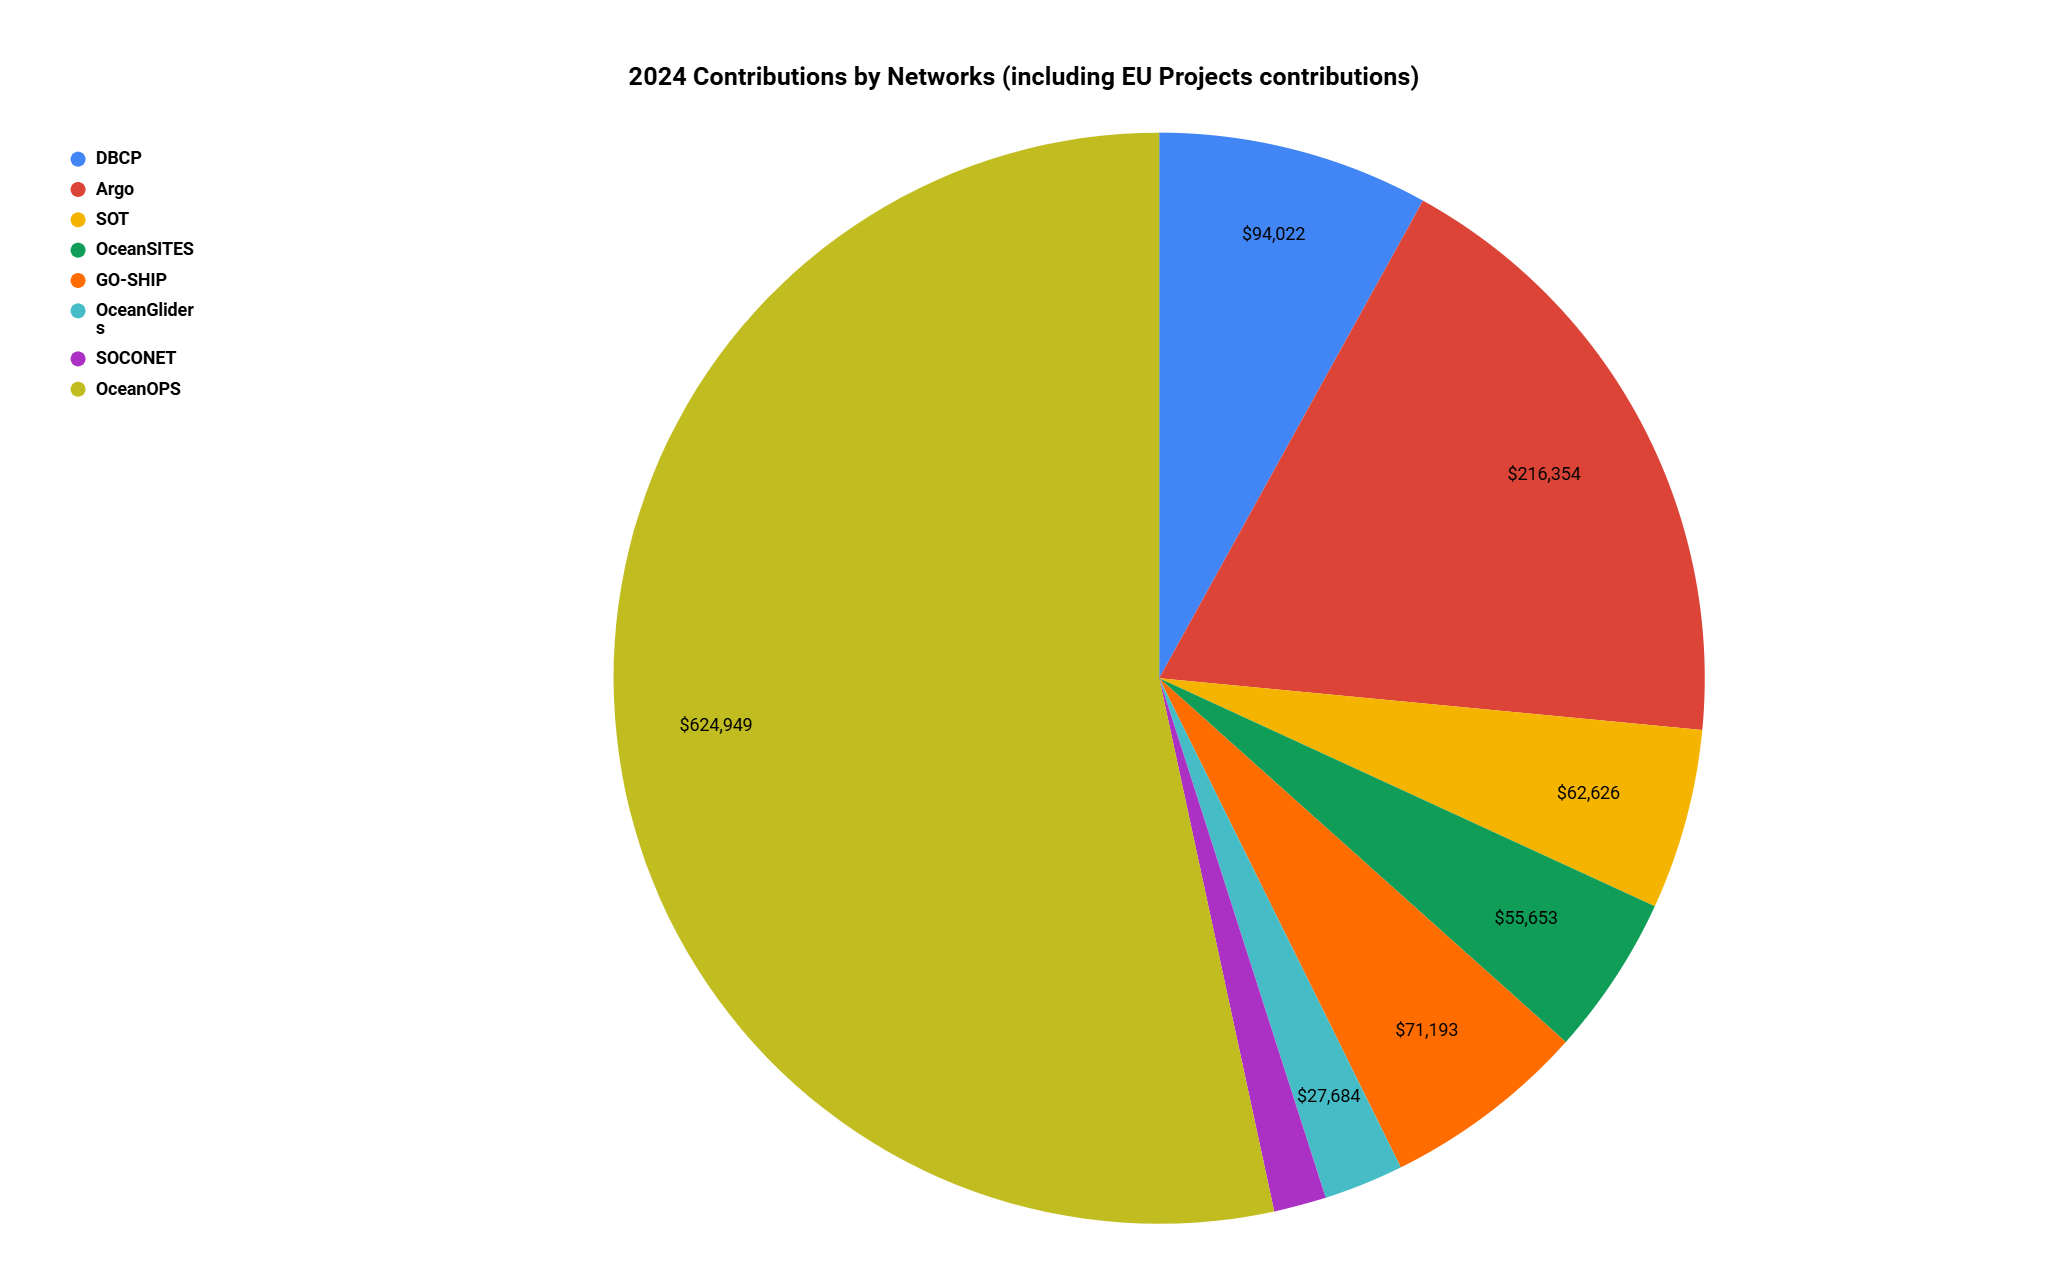 2024 Contributions by Networks (including EU Projects contributions)
DBCP
Argo
SOT
OceanSITES
GO-SHIP
OceanGlider
s
SOCONET
OceanOPS
$94,022
$216,354
$624,949
$62,626
$55,653
$71,193
$27,684